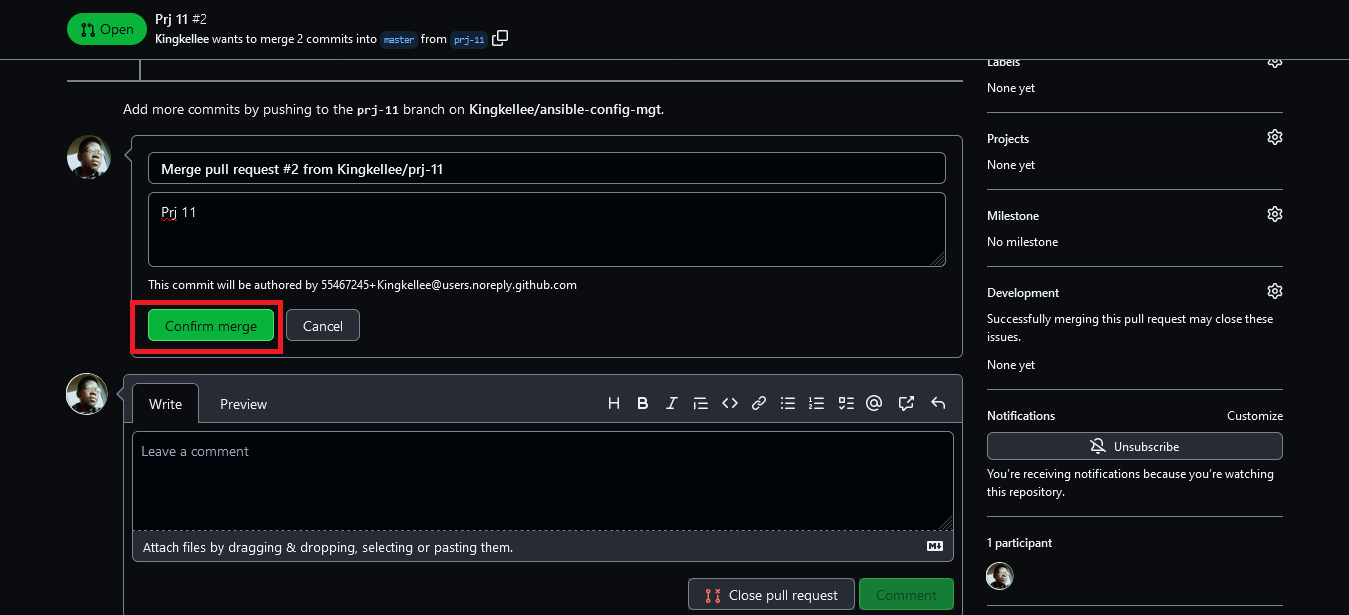 Open
Prj 11 #2
Kingkellee wants to merge 2 commits into master from prj-11
Add more commits by pushing to the prj-11 branch on Kingkellee/ansible-config-mgt.
Merge pull request #2 from Kingkellee/prj-11
Prj 11
This commit will be authored by 55467245+Kingkellee@users.noreply.github.com
Confirm merge
Cancel
Write
Preview
Leave a comment
Attach files by dragging & dropping, selecting or pasting them.
Close pull request
Comment
Labels
None yet
Projects
None yet
Milestone
No milestone
Development
Successfully merging this pull request may close these
issues.
None yet
Notifications
Customize
Unsubscribe
You're receiving notifications because you're watching
this repository.
1 participant